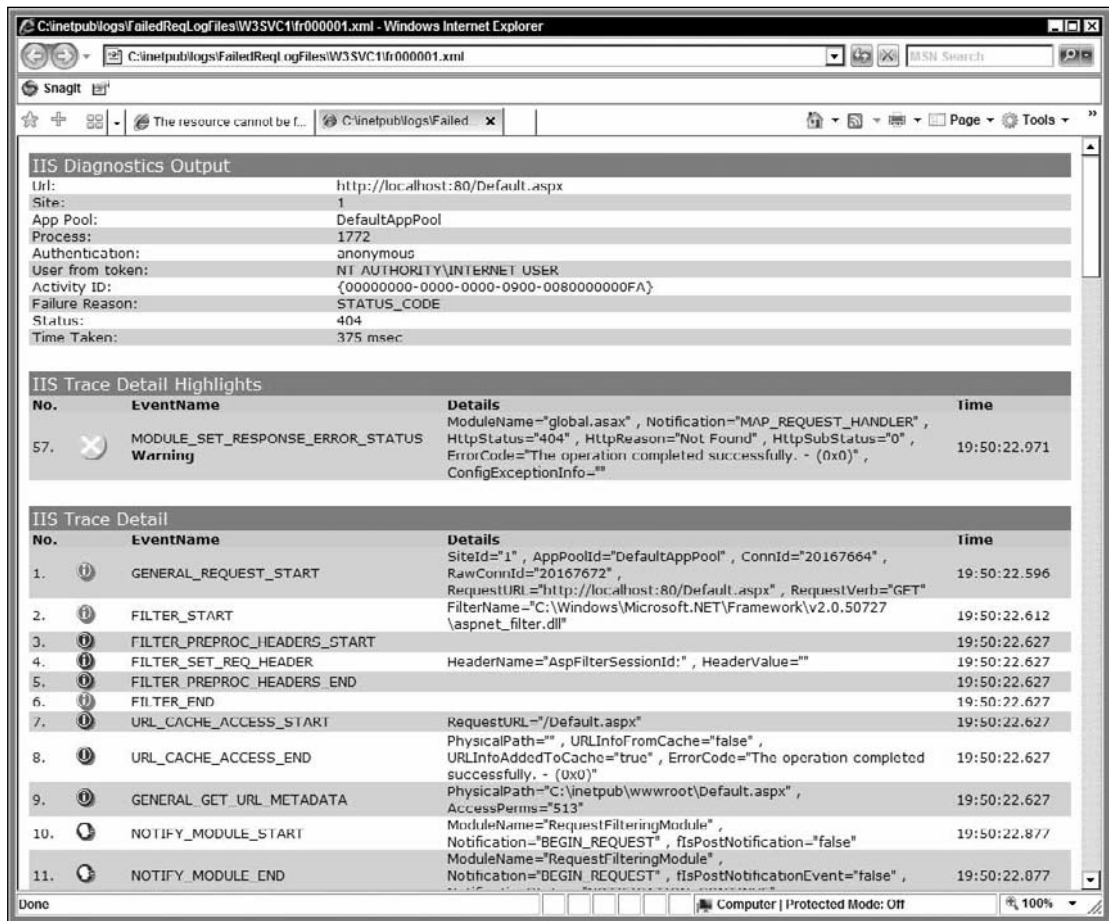 C:\inetpub\logs\FailedReqLogFiles\W3SVC1\fr000001.xml - Windows Internet Explorer
C:\inetpub\logs\FailedReqLogFiles\W3SVC1\fr000001.xml
MSN Search
SnagIt
The resource cannot be f...
C:\inetpub\logs\Failed...
Page
Tools
IIS Diagnostics Output
Url: http://localhost:80/Default.aspx
Site: 1
App Pool: DefaultAppPool
Process: 1772
Authentication: anonymous
User from token: NT AUTHORITY\INTERNET USER
Activity ID: {00000000-0000-0000-0900-0080000000FA}
Failure Reason: STATUS_CODE
Status: 404
Time Taken: 375 msec
IIS Trace Detail Highlights
No. EventName Details Time
57. MODULE_SET_RESPONSE_ERROR_STATUS
Warning
ModuleName="global.asax" , Notification="MAP_REQUEST_HANDLER" ,
HttpStatus="404" , HttpReason="Not Found" , HttpSubStatus="0" ,
ErrorCode="The operation completed successfully. - (0x0)" ,
ConfigExceptionInfo=""
19:50:22.971
IIS Trace Detail
No. EventName Details Time
1. GENERAL_REQUEST_START
SiteId="1" , AppPoolId="DefaultAppPool" , ConnId="20167664" ,
RawConnId="20167672" ,
RequestURL="http://localhost:80/Default.aspx" , RequestVerb="GET"
19:50:22.596
2. FILTER_START
FilterName="C:\Windows\Microsoft.NET\Framework\v2.0.50727
\aspnet_filter.dll"
19:50:22.612
3. FILTER_PREPROC_HEADERS_START 19:50:22.627
4. FILTER_SET_REQ_HEADER HeaderName="AspFilterSessionId:" , HeaderValue="" 19:50:22.627
5. FILTER_PREPROC_HEADERS_END 19:50:22.627
6. FILTER_END 19:50:22.627
7. URL_CACHE_ACCESS_START RequestURL="/Default.aspx" 19:50:22.627
8. URL_CACHE_ACCESS_END
PhysicalPath="" , URLInfoFromCache="false" ,
URLInfoAddedToCache="true" , ErrorCode="The operation completed
successfully. - (0x0)"
19:50:22.627
9. GENERAL_GET_URL_METADATA
PhysicalPath="C:\inetpub\wwwroot\Default.aspx" ,
AccessPerms="513"
19:50:22.627
10. NOTIFY_MODULE_START
ModuleName="RequestFilteringModule" ,
Notification="BEGIN_REQUEST" , fIsPostNotification="false"
19:50:22.877
11. NOTIFY_MODULE_END
ModuleName="RequestFilteringModule" ,
Notification="BEGIN_REQUEST" , fIsPostNotificationEvent="false" ,
19:50:22.877
Done
Computer | Protected Mode: Off
100%